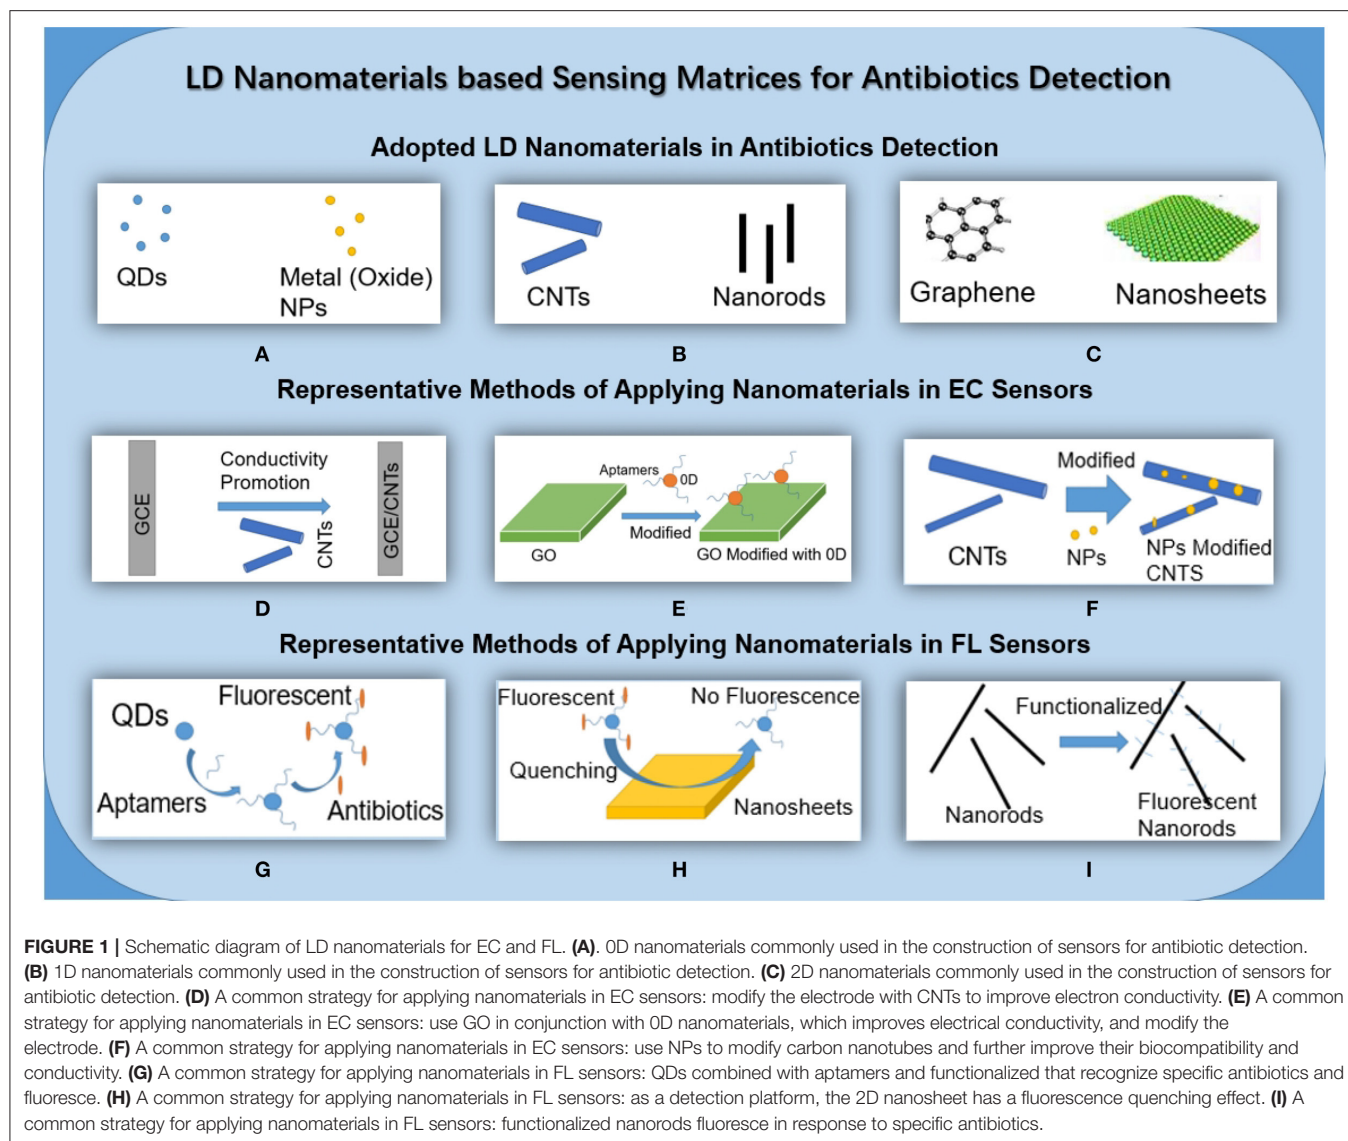 LD Nanomaterials based Sensing Matrices for Antibiotics Detection
Adopted LD Nanomaterials in Antibiotics Detection
QDs
Metal (Oxide)
NPs
CNTs
Nanorods
Graphene
Nanosheets
A
B
C
Representative Methods of Applying Nanomaterials in EC Sensors
GCE
Conductivity
Promotion
CNTs
GCE/CNTs
Aptamers
0D
Modified
GO
GO Modified with 0D
Modified
CNTs
NPs
NPs Modified
CNTS
D
E
F
Representative Methods of Applying Nanomaterials in FL Sensors
QDs
Fluorescent
Aptamers
Antibiotics
Fluorescent
No Fluorescence
Quenching
Nanosheets
Functionalized
Nanorods
Fluorescent
Nanorods
G
H
I
FIGURE 1 | Schematic diagram of LD nanomaterials for EC and FL. (A). 0D nanomaterials commonly used in the construction of sensors for antibiotic detection.
(B) 1D nanomaterials commonly used in the construction of sensors for antibiotic detection. (C) 2D nanomaterials commonly used in the construction of sensors for
antibiotic detection. (D) A common strategy for applying nanomaterials in EC sensors: modify the electrode with CNTs to improve electron conductivity. (E) A common
strategy for applying nanomaterials in EC sensors: use GO in conjunction with 0D nanomaterials, which improves electrical conductivity, and modify the
electrode. (F) A common strategy for applying nanomaterials in EC sensors: use NPs to modify carbon nanotubes and further improve their biocompatibility and
conductivity. (G) A common strategy for applying nanomaterials in FL sensors: QDs combined with aptamers and functionalized that recognize specific antibiotics and
fluoresce. (H) A common strategy for applying nanomaterials in FL sensors: as a detection platform, the 2D nanosheet has a fluorescence quenching effect. (I) A
common strategy for applying nanomaterials in FL sensors: functionalized nanorods fluoresce in response to specific antibiotics.